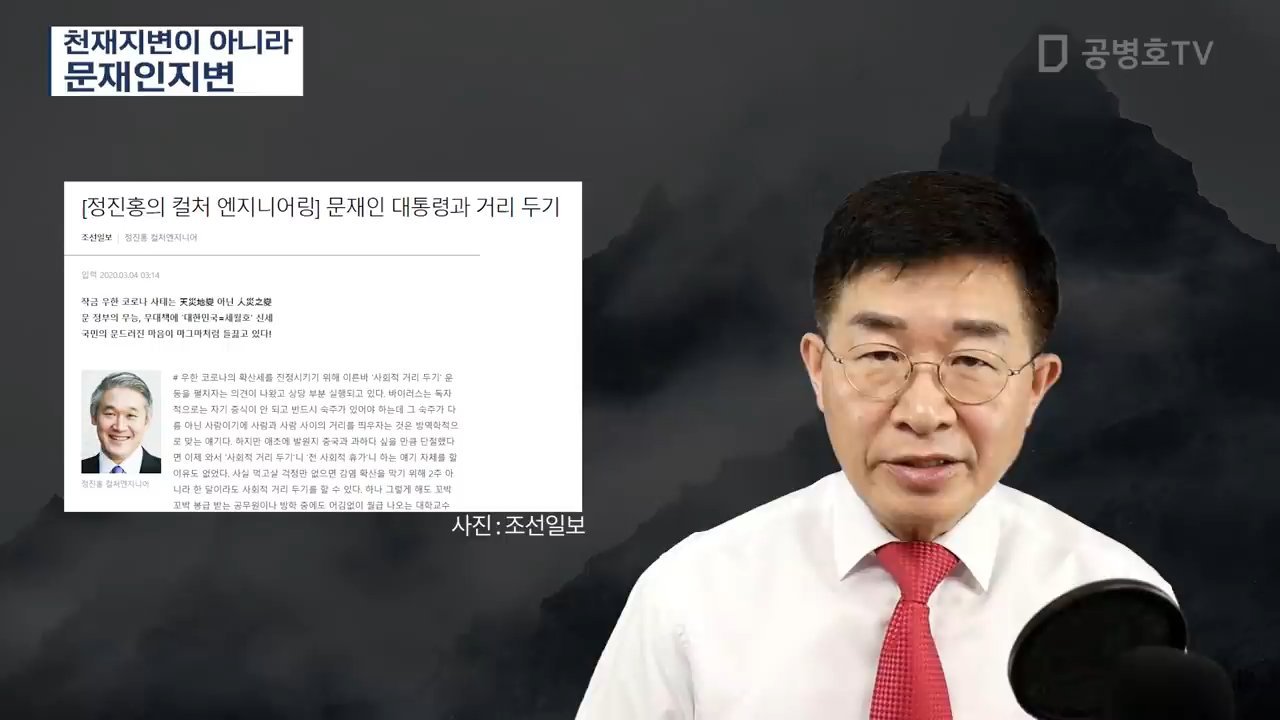 천재지변이 아니라
문재인지변
공병호TV
[정진홍의 컬처 엔지니어링] 문재인 대통령과 거리 두기
조선일보 | 정진홍 컬처엔지니어
입력 2020.03.04 03:14
작금 우한 코로나 사태는 天災地變 아닌 人災之變
문 정부의 무능, 무대책에 '대한민국=세월호' 신세
국민의 문드러진 마음이 마그마처럼 들끓고 있다!
# 우한 코로나의 확산세를 진정시키기 위해 이른바 '사회적 거리 두기' 운
동을 펼치자는 의견이 나왔고 상당 부분 실행되고 있다. 바이러스는 독자
적으로는 자기 증식이 안 되고 반드시 숙주가 있어야 하는데 그 숙주가 다
름 아닌 사람이기에 사람과 사람 사이의 거리를 띄우자는 것은 방역학적으
로 맞는 얘기다. 하지만 애초에 발원지 중국과 과하다 싶을 만큼 단절했다
면 이제 와서 '사회적 거리 두기'니 '전 사회적 휴가'니 하는 얘기 자체를 할
이유도 없었다. 사실 먹고살 걱정만 없으면 감염 확산을 막기 위해 2주 아
니라 한 달이라도 사회적 거리 두기를 할 수 있다. 하나 그렇게 해도 꼬박
꼬박 봉급 받는 공무원이나 방학 중에도 어김없이 월급 나오는 대학교수
정진홍 컬처엔지니어
사진 : 조선일보